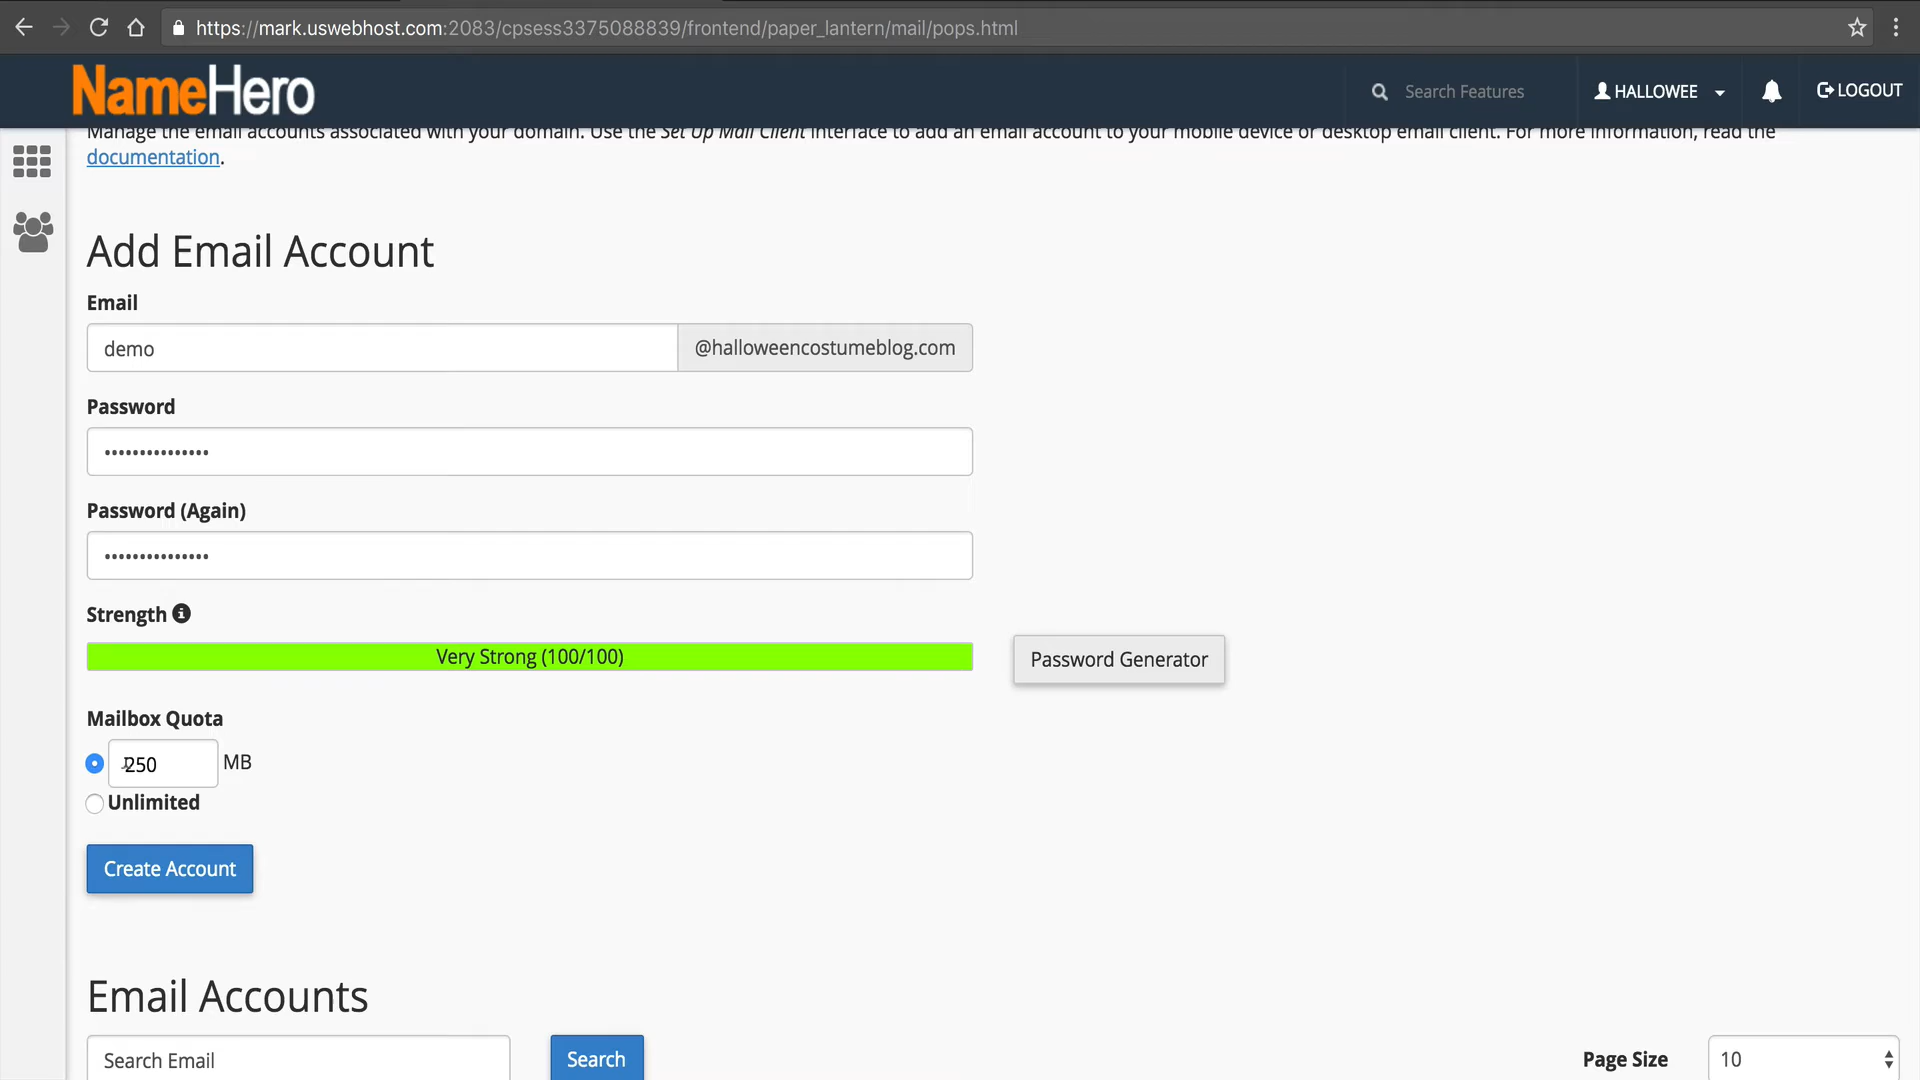 https://mark.uswebhost.com:2083/cpsess3375088839/frontend/paper_lantern/mail/pops.html
NameHero
Search Features
HALLOWEE
LOGOUT
Manage the email accounts associated with your domain. Use the Set Up Mail Client interface to add an email account to your mobile device or desktop email client. For more information, read the
documentation.
Add Email Account
Email
demo
@halloweencostumeblog.com
Password
•••••••••••••••
Password (Again)
•••••••••••••••
Strength
Very Strong (100/100)
Password Generator
Mailbox Quota
250 MB
Unlimited
Create Account
Email Accounts
Search Email
Search
Page Size
10